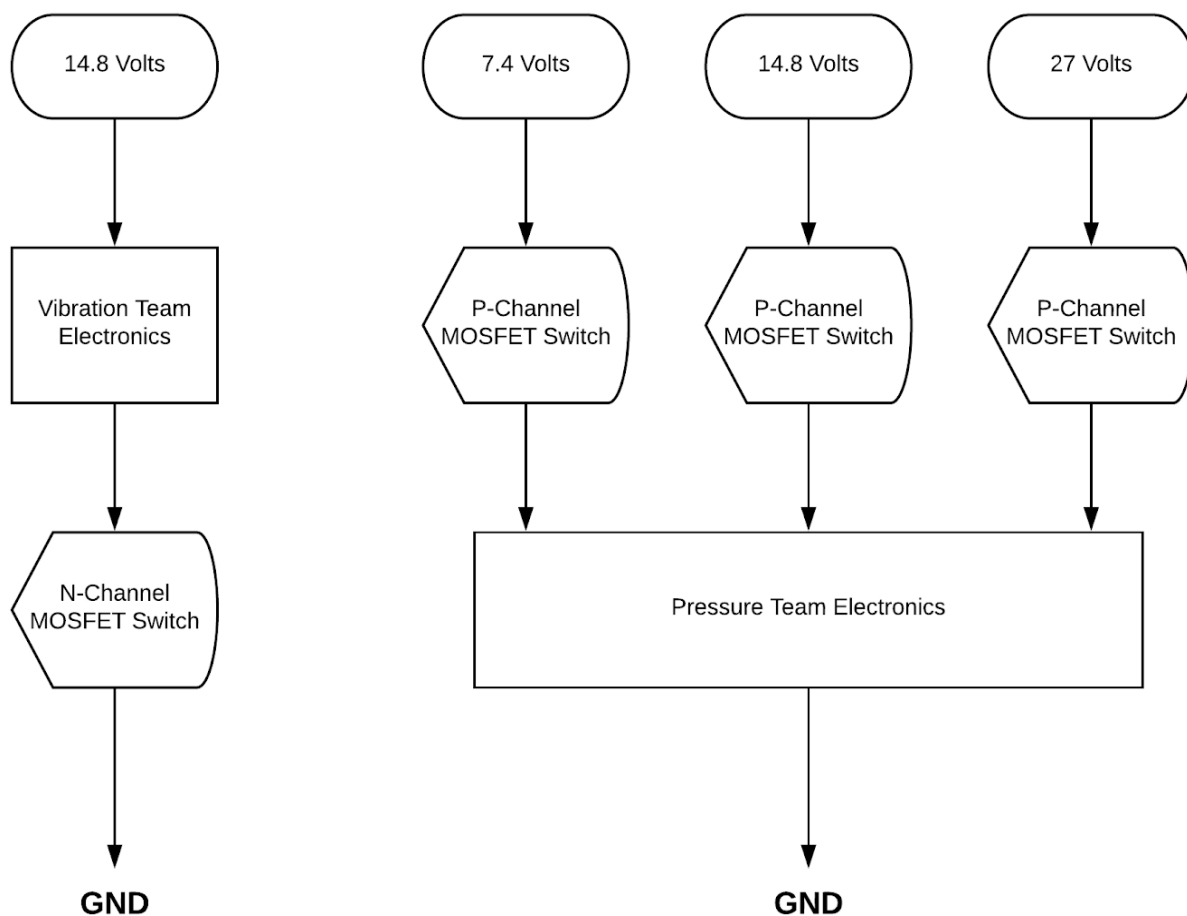 14.8 Volts
7.4 Volts
14.8 Volts
27 Volts
Vibration Team
Electronics
P-Channel
MOSFET Switch
P-Channel
MOSFET Switch
P-Channel
MOSFET Switch
N-Channel
MOSFET Switch
Pressure Team Electronics
GND
GND